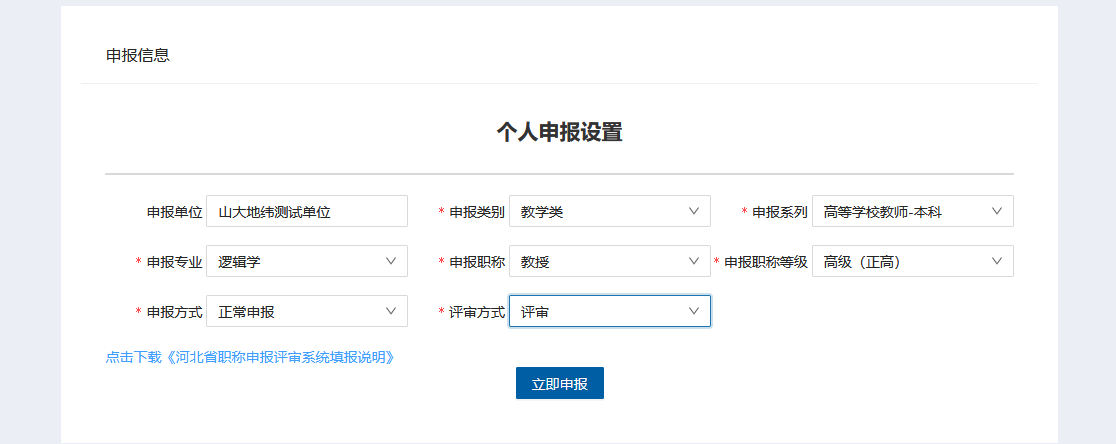 申报信息
个人申报设置
申报单位 山大地纬测试单位 * 申报类别 教学类 * 申报系列 高等学校教师-本科
* 申报专业 逻辑学 * 申报职称 教授 * 申报职称等级 高级（正高）
* 申报方式 正常申报 * 评审方式 评审
点击下载《河北省职称申报评审系统填报说明》
立即申报